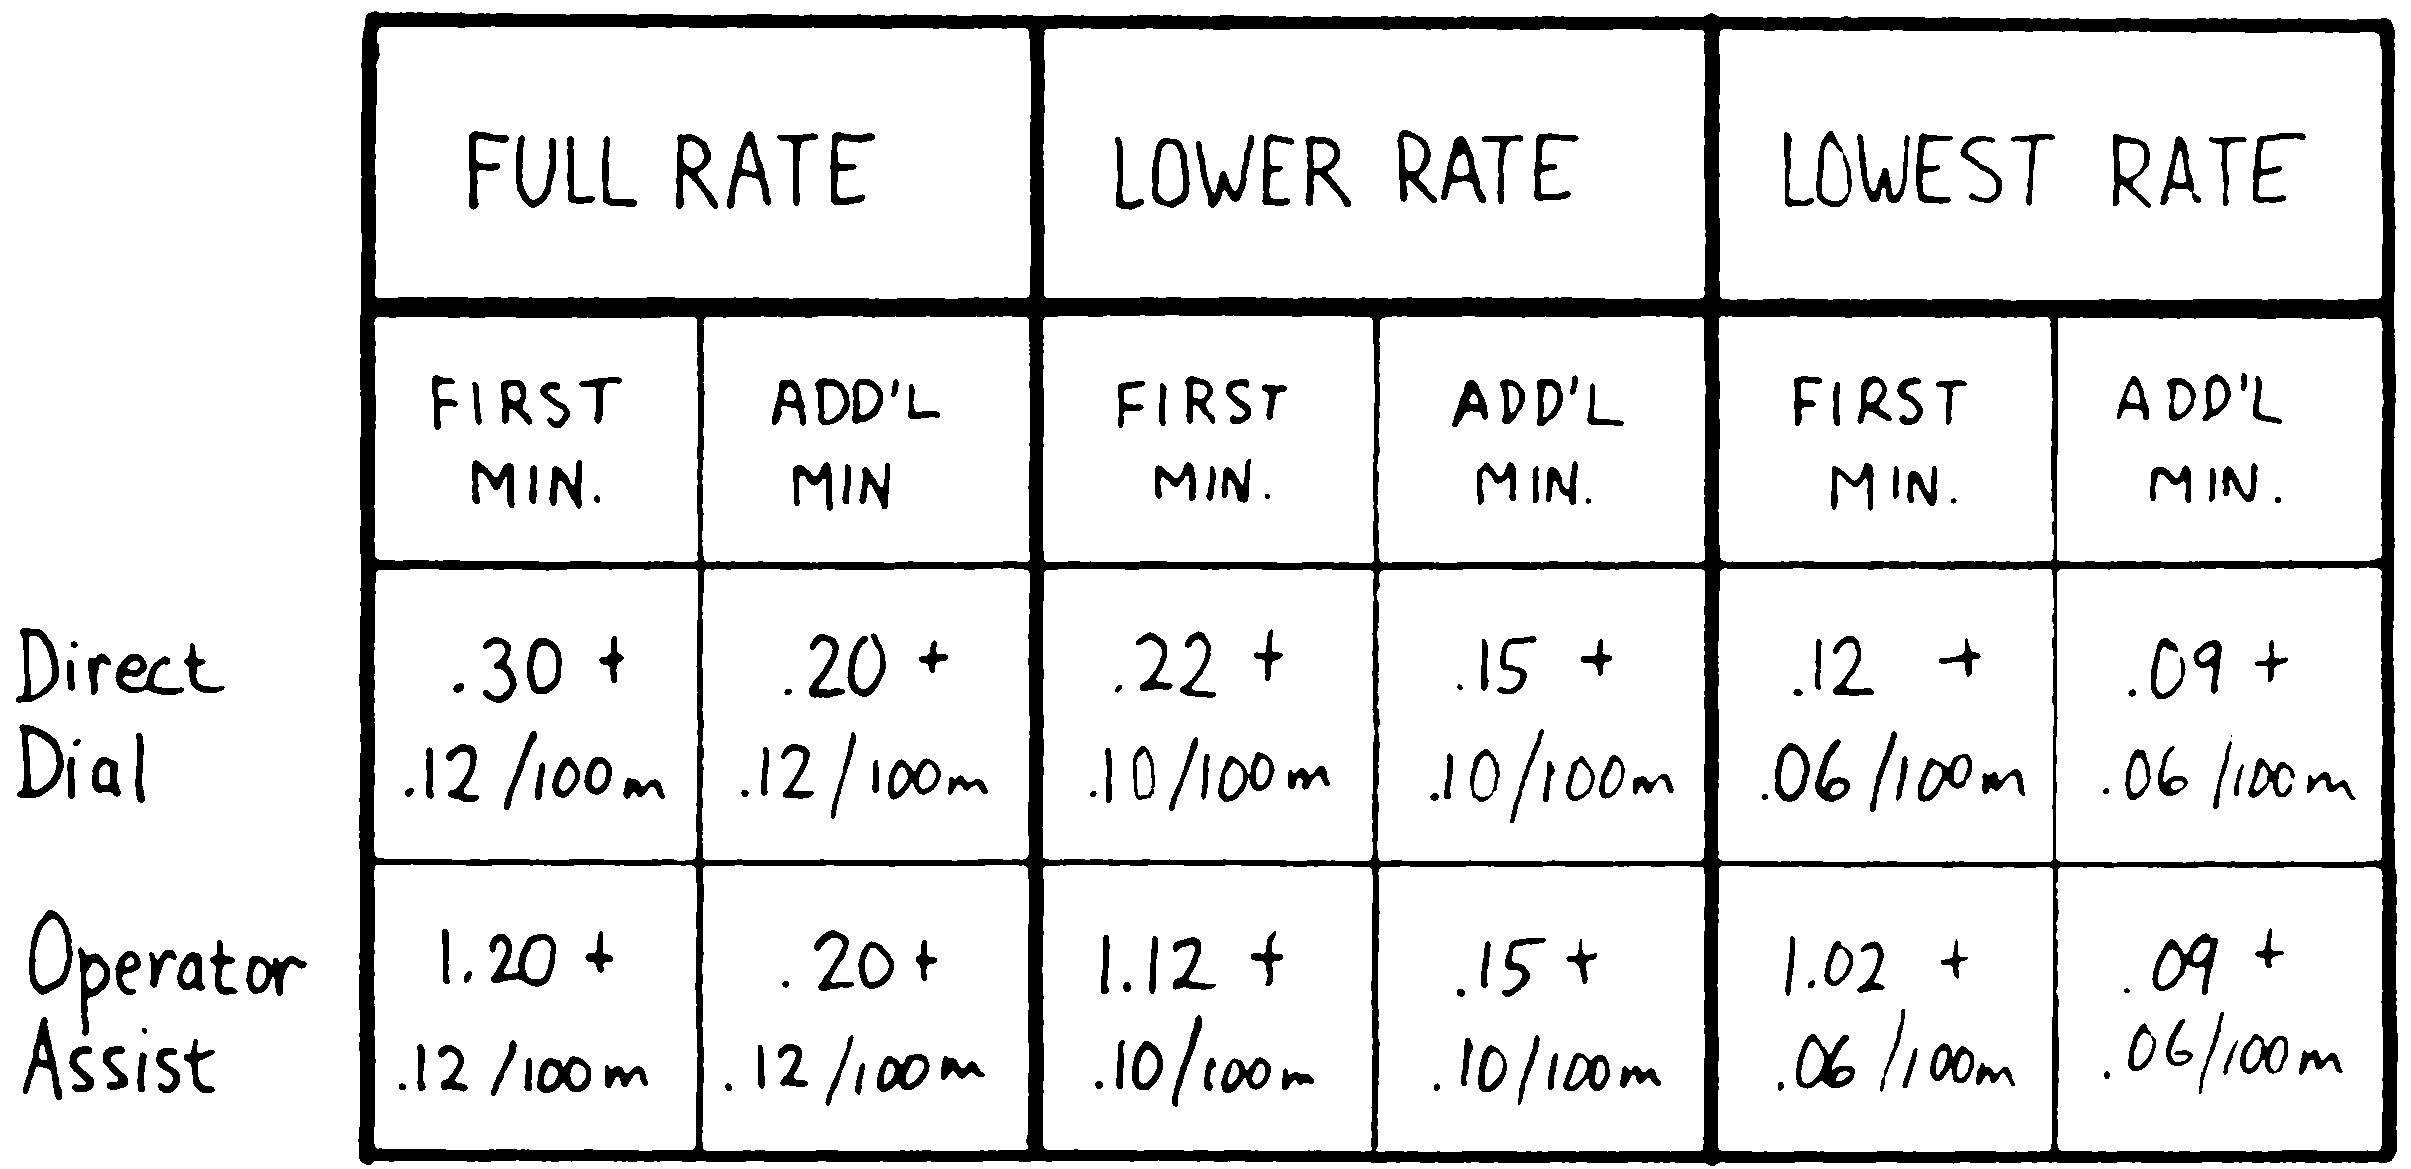 FULL RATE LOWER RATE LOWEST RATE
FIRST ADD'L FIRST ADD'L FIRST ADD'L
MIN. MIN MIN. MIN. MIN. MIN.
Direct .30 + .20 + .22 + .15 + .12 + .09 +
Dial .12/100m .12/100m .10/100m .10/100m .06/100m .06/100m
Operator 1.20 + .20+ 1.12 + .15+ 1.02 + .09 +
Assist .12/100m .12/100m .10/100m .10/100m .06/100m .06/100m